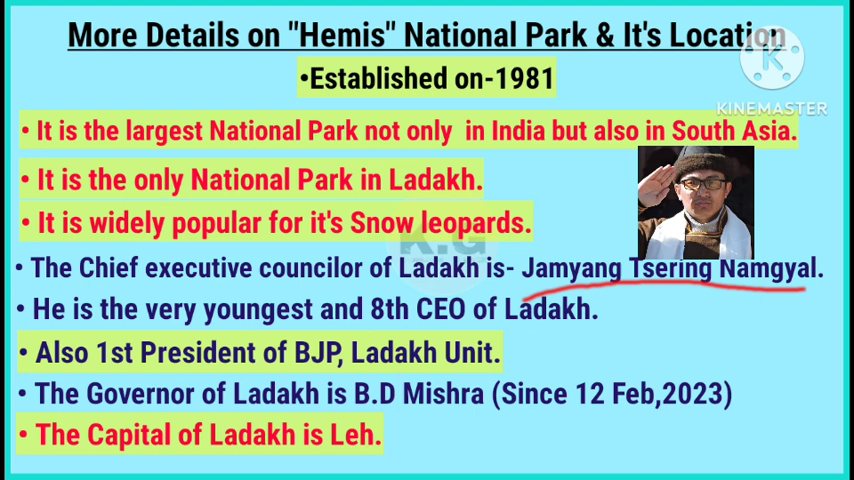 More Details on "Hemis" National Park & It's Location
•Established on-1981
KINEMASTER
• It is the largest National Park not only in India but also in South Asia.
• It is the only National Park in Ladakh.
• It is widely popular for it's Snow leopards.
K.G
• The Chief executive councilor of Ladakh is- Jamyang Tsering Namgyal.
• He is the very youngest and 8th CEO of Ladakh.
• Also 1st President of BJP, Ladakh Unit.
• The Governor of Ladakh is B.D Mishra (Since 12 Feb,2023)
• The Capital of Ladakh is Leh.